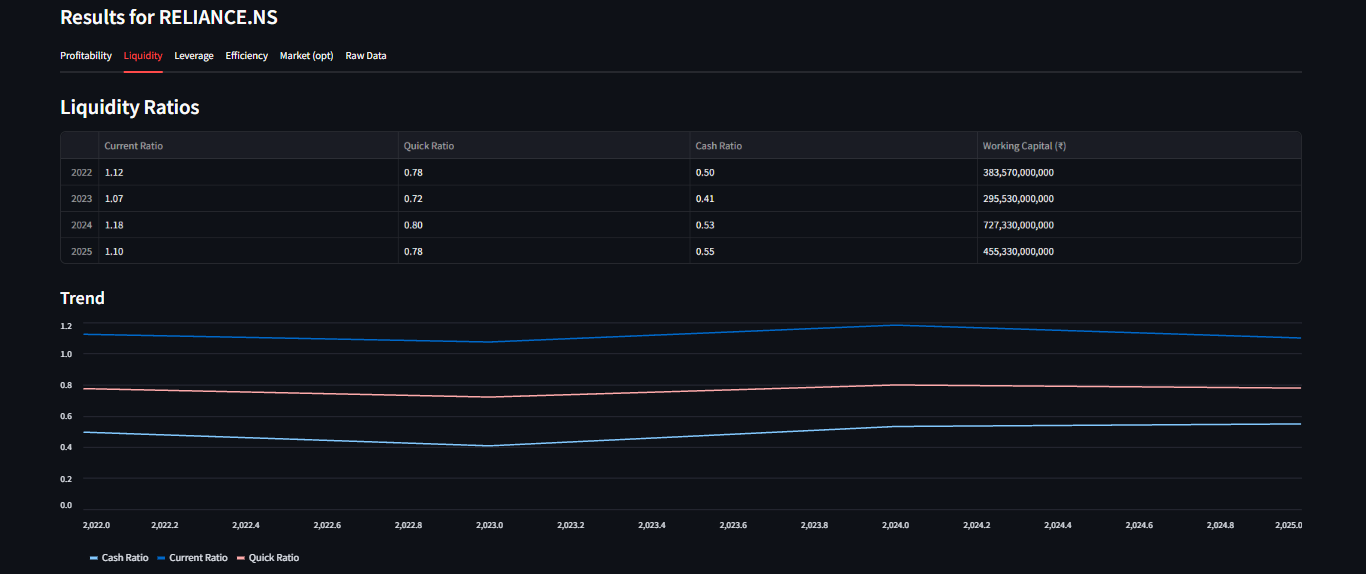 Results for RELIANCE.NS
Profitability Liquidity Leverage Efficiency Market (opt) Raw Data
Liquidity Ratios
Current Ratio Quick Ratio Cash Ratio Working Capital (₹)
2022 1.12 0.78 0.50 383,570,000,000
2023 1.07 0.72 0.41 295,530,000,000
2024 1.18 0.80 0.53 727,330,000,000
2025 1.10 0.78 0.55 455,330,000,000
Trend
1.2
1.0
0.8
0.6
0.4
0.2
0.0
2,022.0 2,022.2 2,022.4 2,022.6 2,022.8 2,023.0 2,023.2 2,023.4 2,023.6 2,023.8 2,024.0 2,024.2 2,024.4 2,024.6 2,024.8 2,025.0
Cash Ratio Current Ratio Quick Ratio